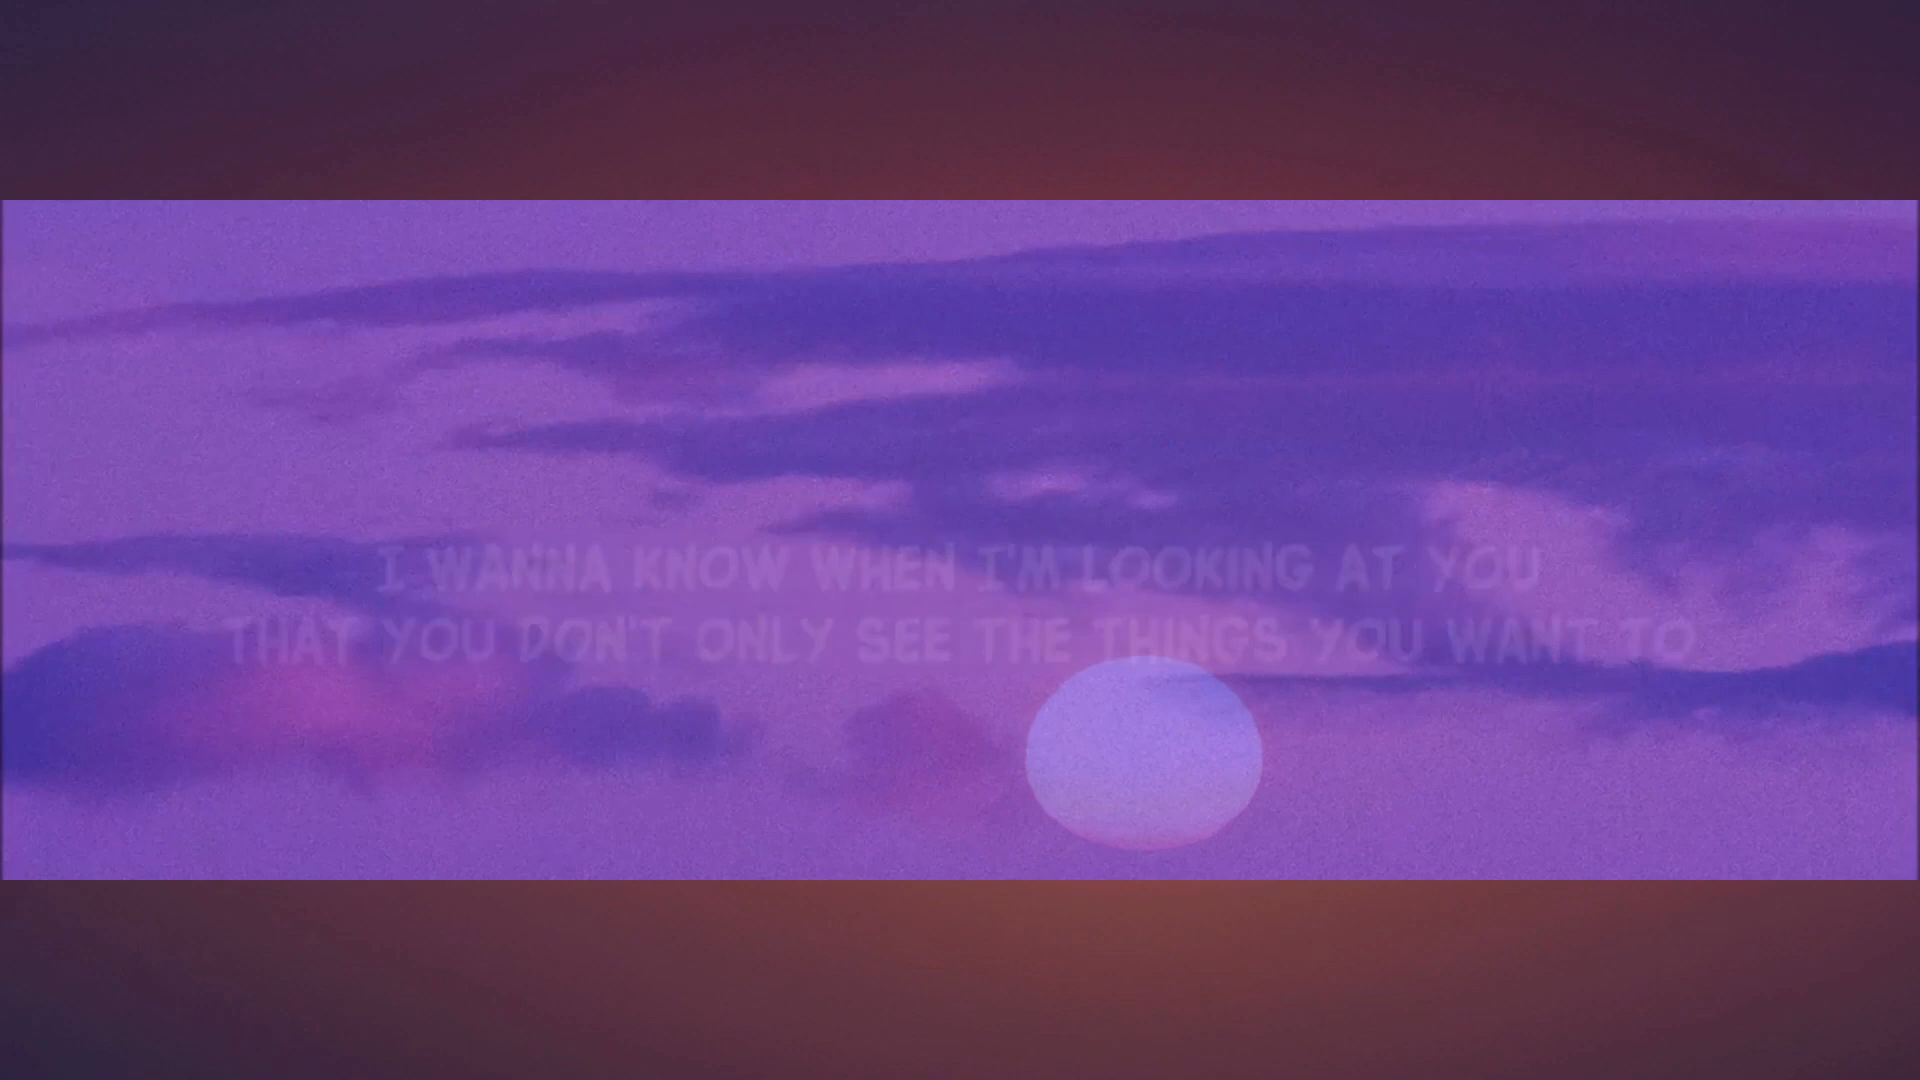 I WANNA KNOW WHEN I'M LOOKING AT YOU
THAT YOU DON'T ONLY SEE THE THINGS YOU WANT TO